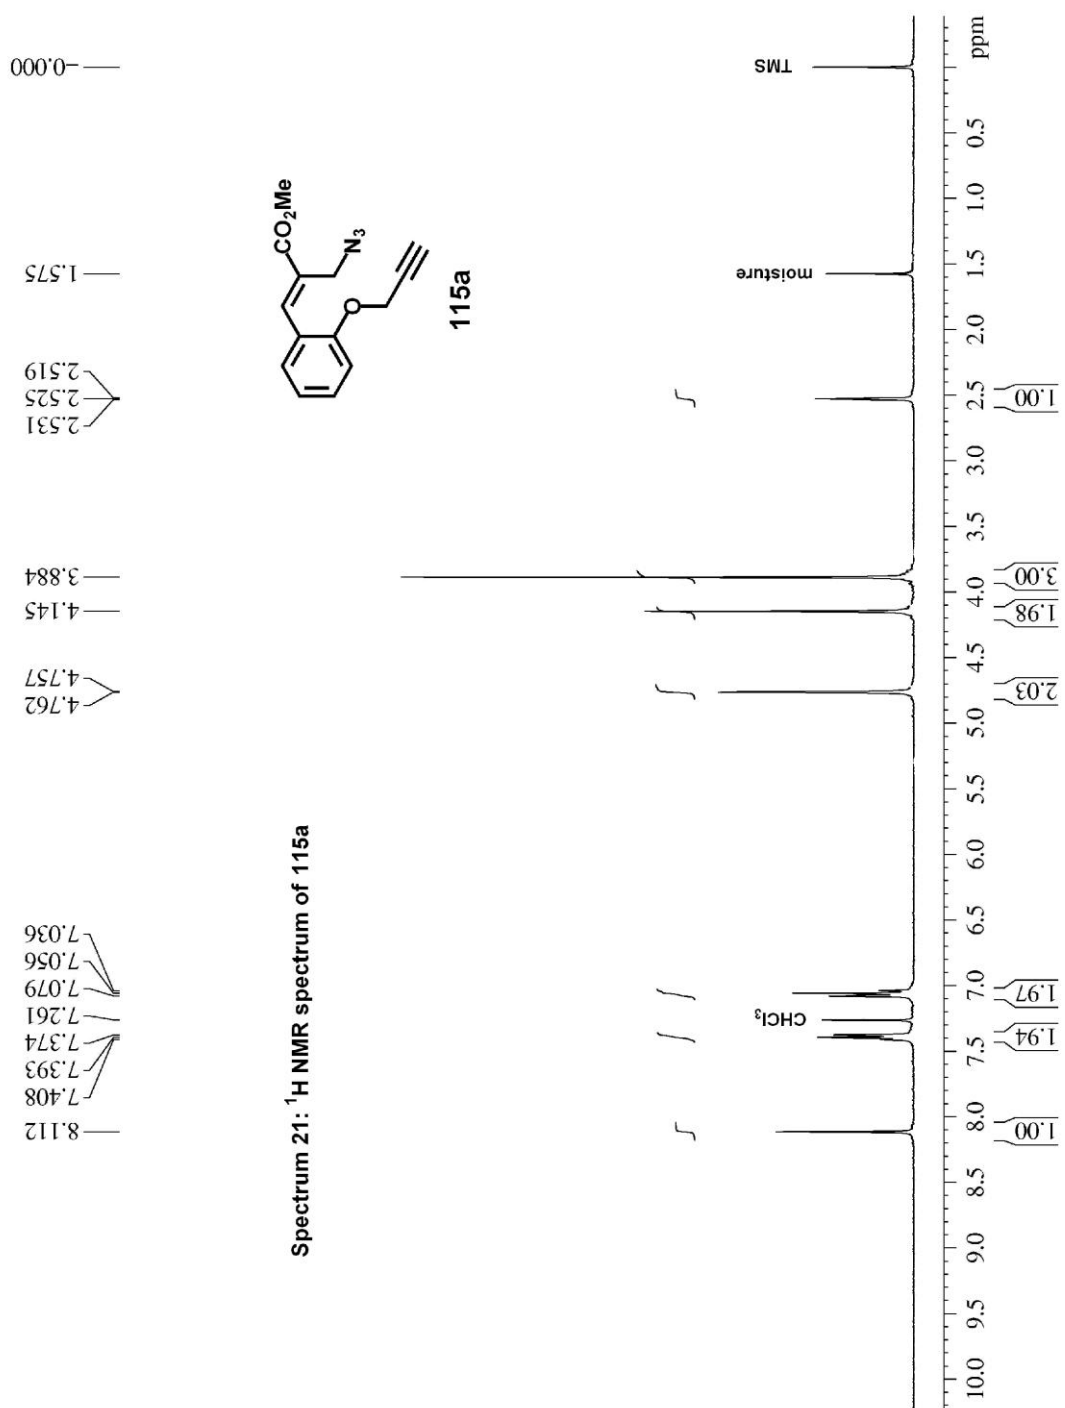 Spectrum 21: ¹H NMR spectrum of 115a
8.112
7.408
7.393
7.374
7.261
7.079
7.056
7.036
4.762
4.757
4.145
3.884
2.531
2.525
2.519
1.575
-0.000
CO₂Me
N₃
O
115a
CHCl₃
moisture
TMS
10.0 9.5 9.0 8.5 8.0 7.5 7.0 6.5 6.0 5.5 5.0 4.5 4.0 3.5 3.0 2.5 2.0 1.5 1.0 0.5 ppm
1.00
1.94
1.97
2.03
1.98
3.00
1.00